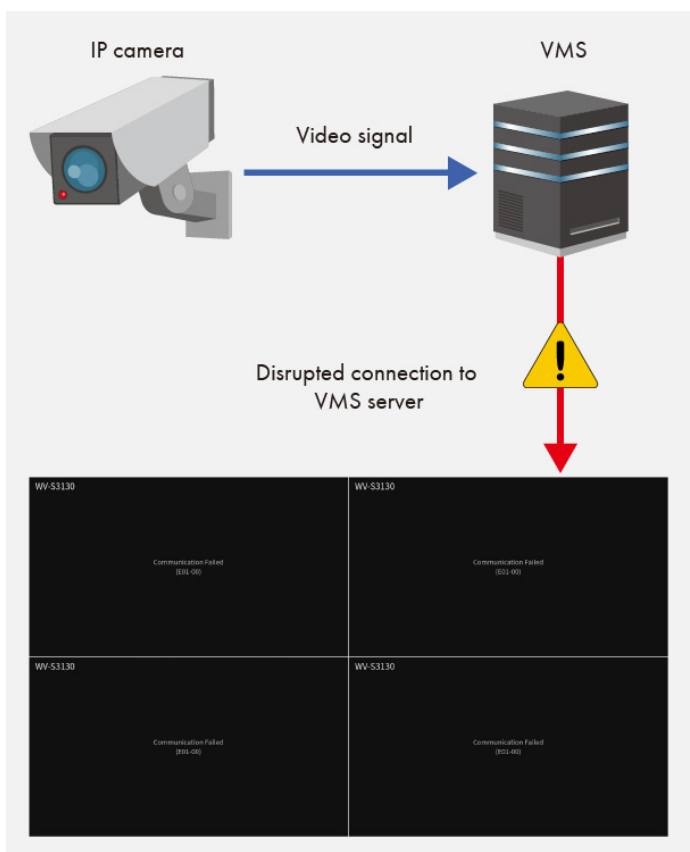 IP camera
VMS
Video signal
Disrupted connection to
VMS server
WV-S3130
WV-S3130
Communication Failed
(E01-00)
Communication Failed
(E01-00)
WV-S3130
WV-S3130
Communication Failed
(E01-00)
Communication Failed
(E01-00)